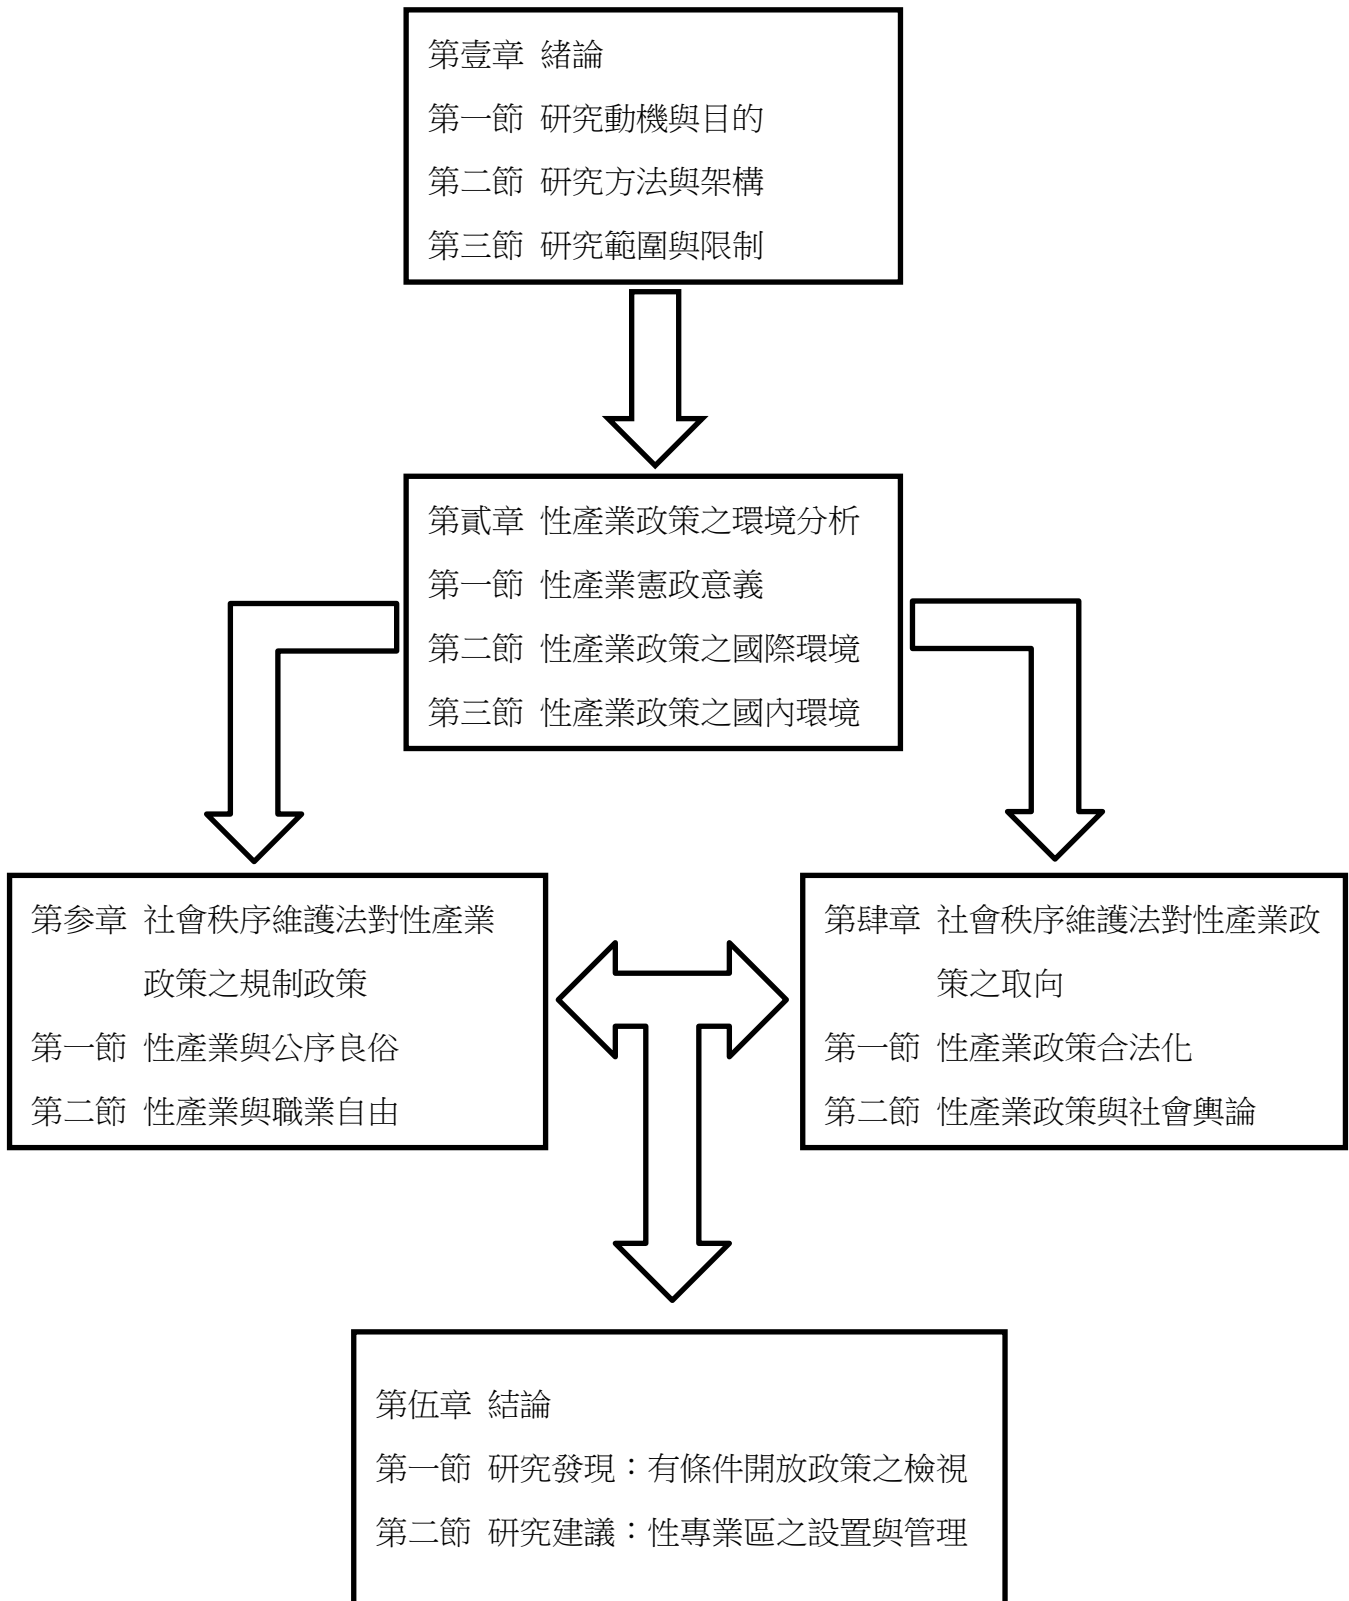 第壹章 緒論
第一節 研究動機與目的
第二節 研究方法與架構
第三節 研究範圍與限制
第貳章 性產業政策之環境分析
第一節 性產業憲政意義
第二節 性產業政策之國際環境
第三節 性產業政策之國內環境
第参章 社會秩序維護法對性產業
政策之規制政策
第一節 性產業與公序良俗
第二節 性產業與職業自由
第肆章 社會秩序維護法對性產業政
策之取向
第一節 性產業政策合法化
第二節 性產業政策與社會輿論
第伍章 結論
第一節 研究發現：有條件開放政策之檢視
第二節 研究建議：性專業區之設置與管理